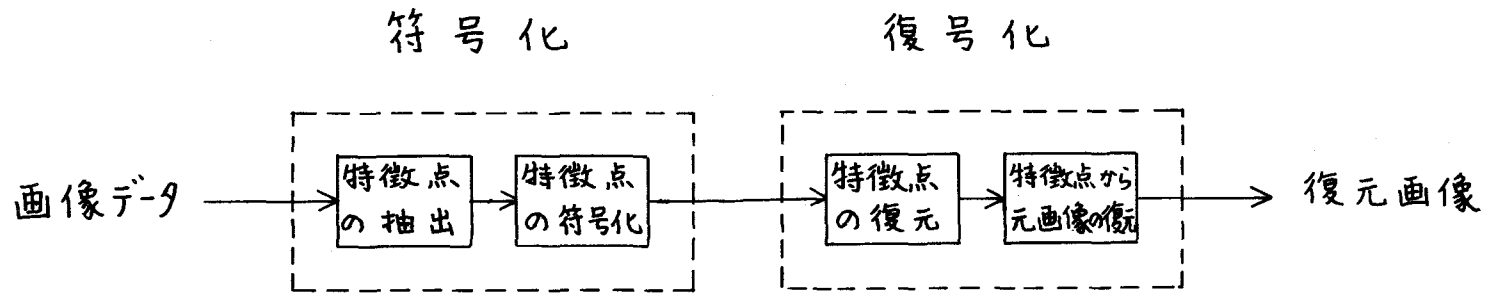 符号化
復号化
画像データ
特徴点
の抽出
特徴点
の符号化
特徴点
の復元
特徴点から
元画像の復元
復元画像